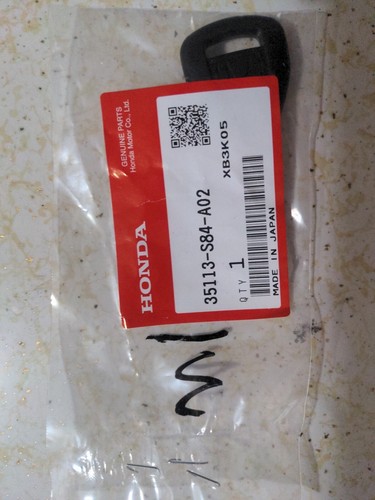 GENUINE PARTS
Honda Motor Co., Ltd.
HONDA
XB3K05
35113-S84-A02
QTY 1
MADE IN JAPAN